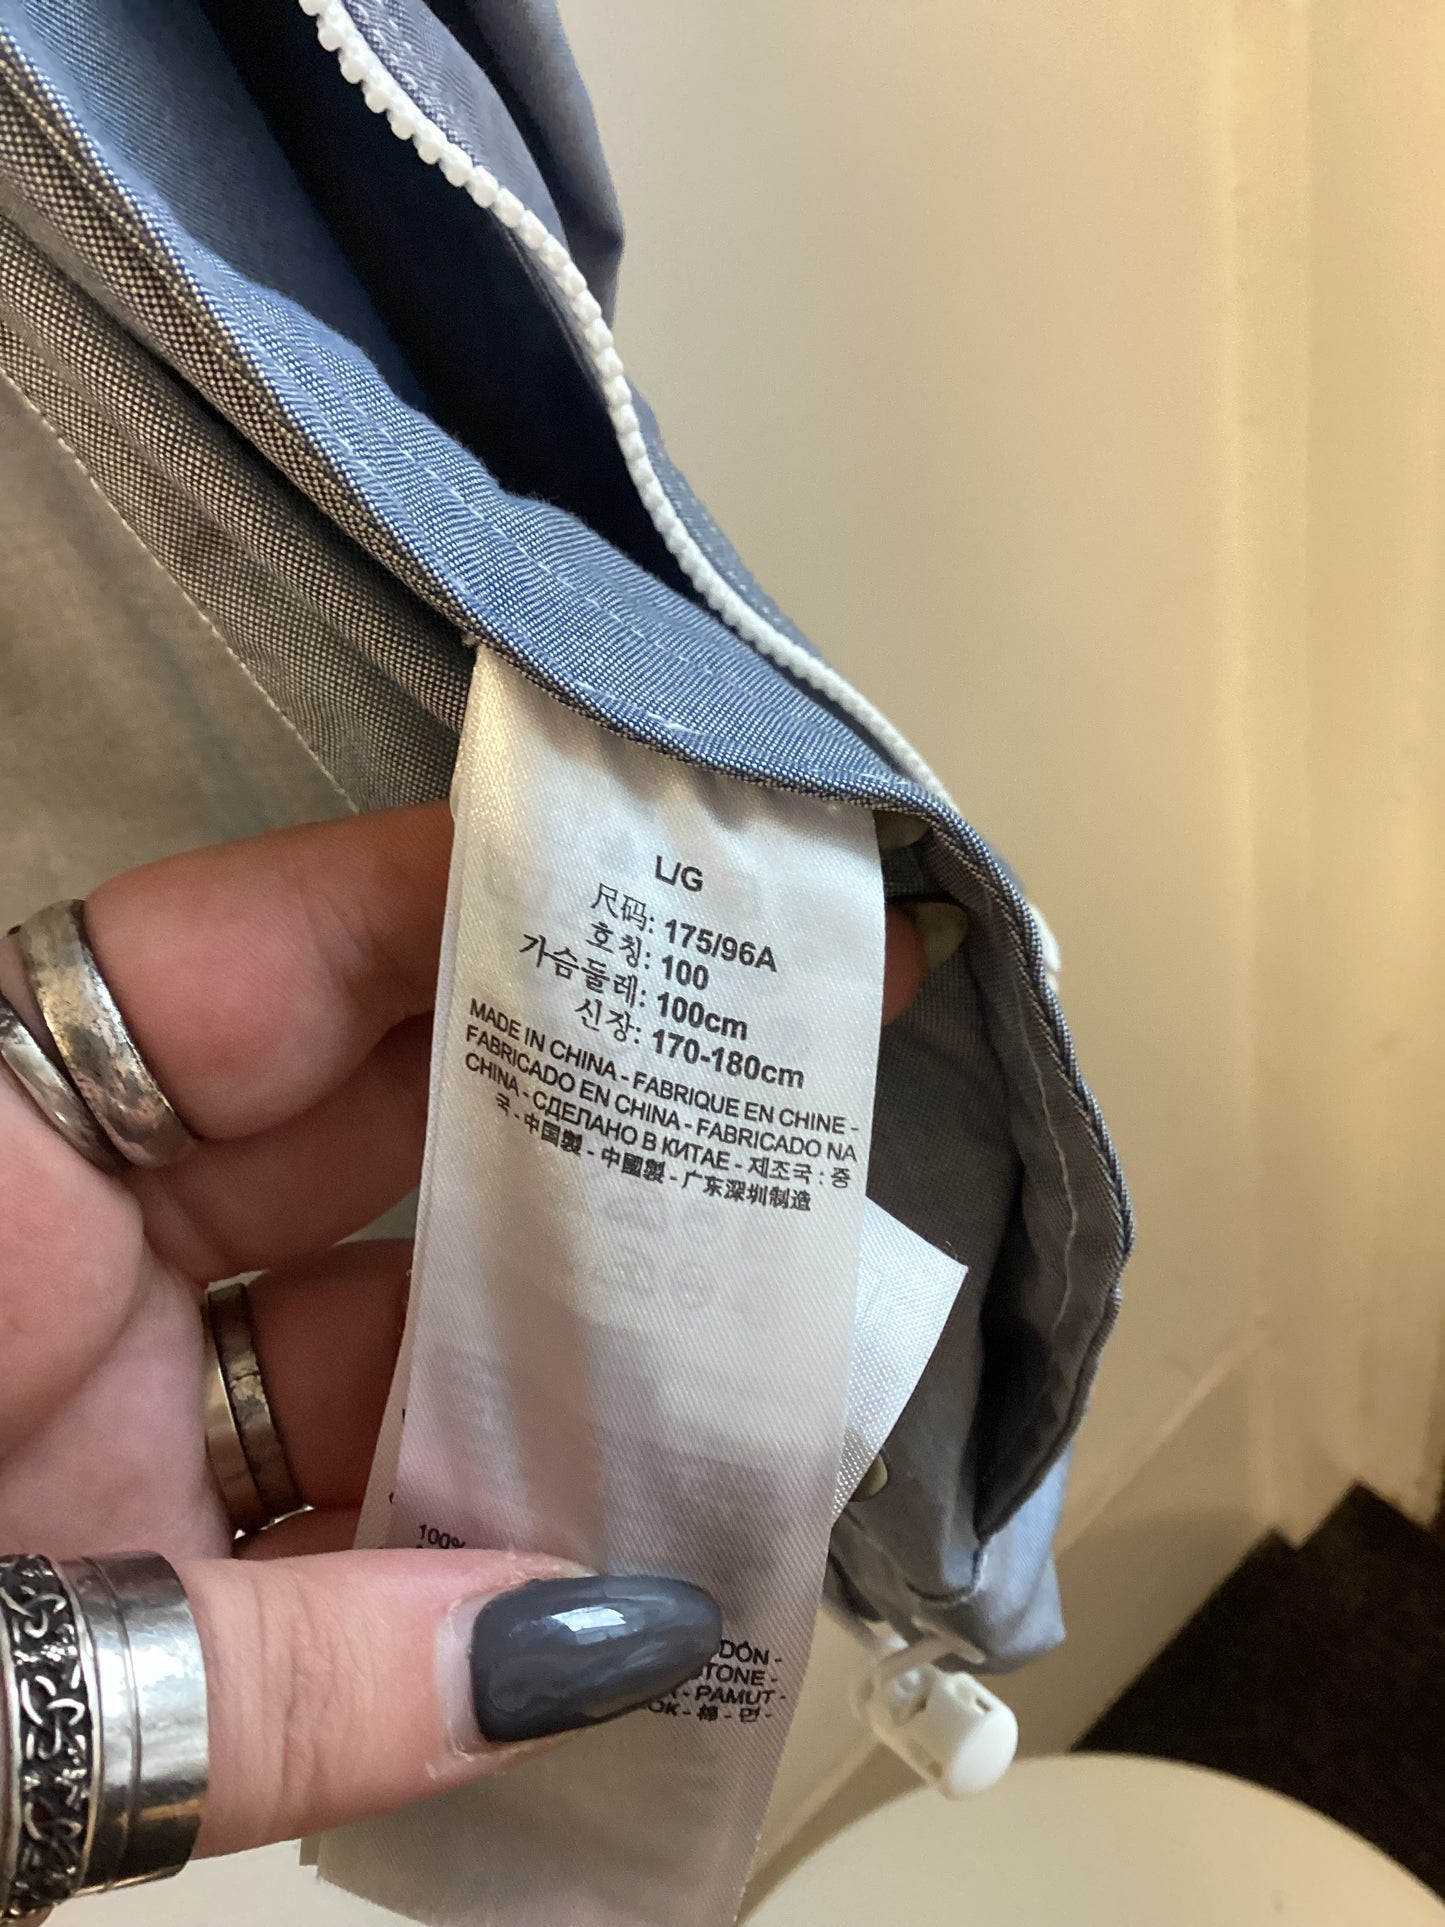 L/G
尺码: 175/96A
호칭: 100
가슴둘레: 100cm
신장: 170-180cm
MADE IN CHINA - FABRIQUE EN CHINE -
FABRICADO EN CHINA - FABRICADO NA
CHINA - СДЕЛАНО В КИТАЕ - 제조국 : 중
국 - 中国製 - 中國製 - 广东深圳制造
100%
DÓN -
TONE -
- PAMUT -
OK - 棉 - 면 -